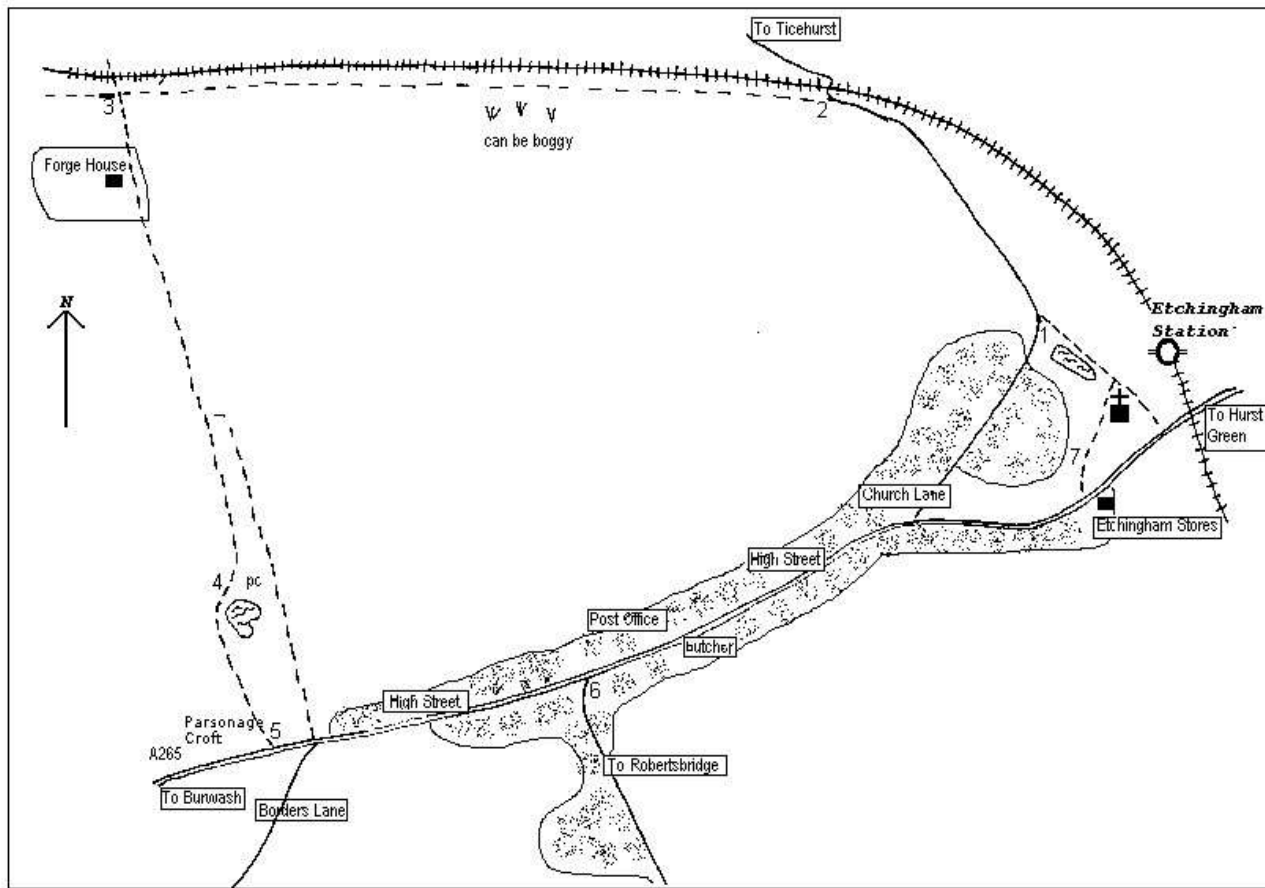 To Ticehurst
3
2
can be boggy
Forge House
N
Etchingham
Station
1
To Hurst
Green
7
Church Lane
Etchingham Stores
High Street
4
pc
Post Office
butcher
6
High Street
Parsonage
Croft
5
A265
To Robertsbridge
To Burwash
Borders Lane